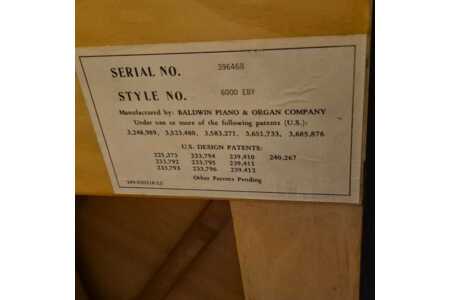 SERIAL NO. 396468
STYLE NO. 6000 EBY
Manufactured by: BALDWIN PIANO & ORGAN COMPANY
Under one or more of the following patents (U.S.):
3,248,989, 3,523,480, 3,583,271, 3,651,733, 3,685,876
U.S. DESIGN PATENTS:
225,273 233,794 239,410 240,267
233,792 233,795 239,411
233,793 233,796 239,412
Other Patents Pending